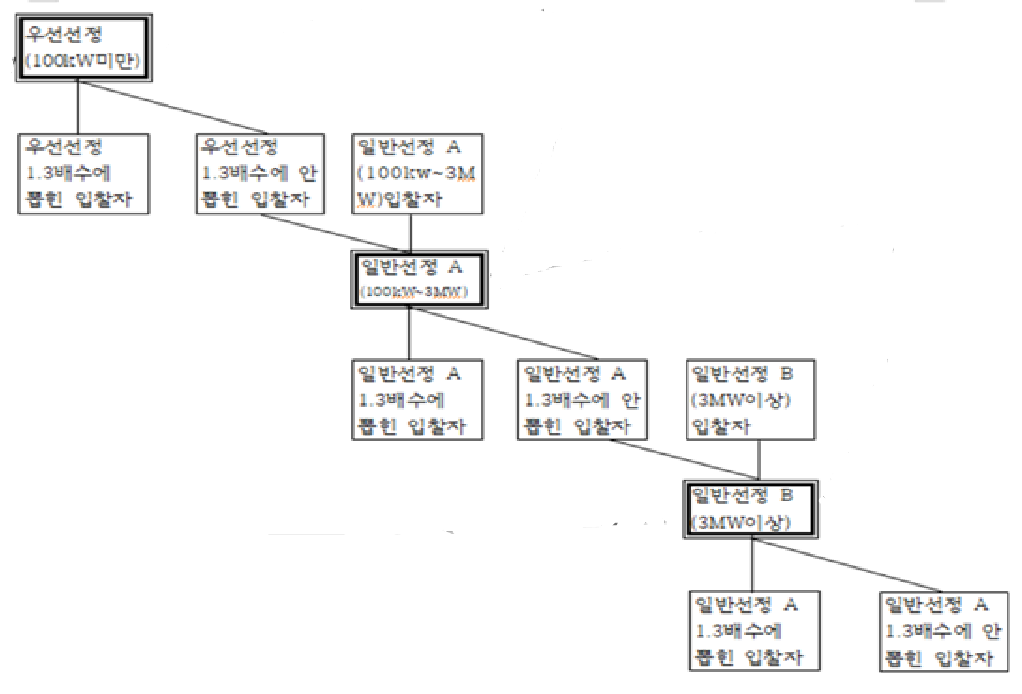 우선선정
(100kW미만)
우선선정
1.3배수에
뽑힌 입찰자
우선선정
1.3배수에 안
뽑힌 입찰자
일반선정 A
(100kw~3M
W)입찰자
일반선정 A
(100kW~3MW)
일반선정 A
1.3배수에
뽑힌 입찰자
일반선정 A
1.3배수에 안
뽑힌 입찰자
일반선정 B
(3MW이상)
입찰자
일반선정 B
(3MW이상)
일반선정 A
1.3배수에
뽑힌 입찰자
일반선정 A
1.3배수에 안
뽑힌 입찰자